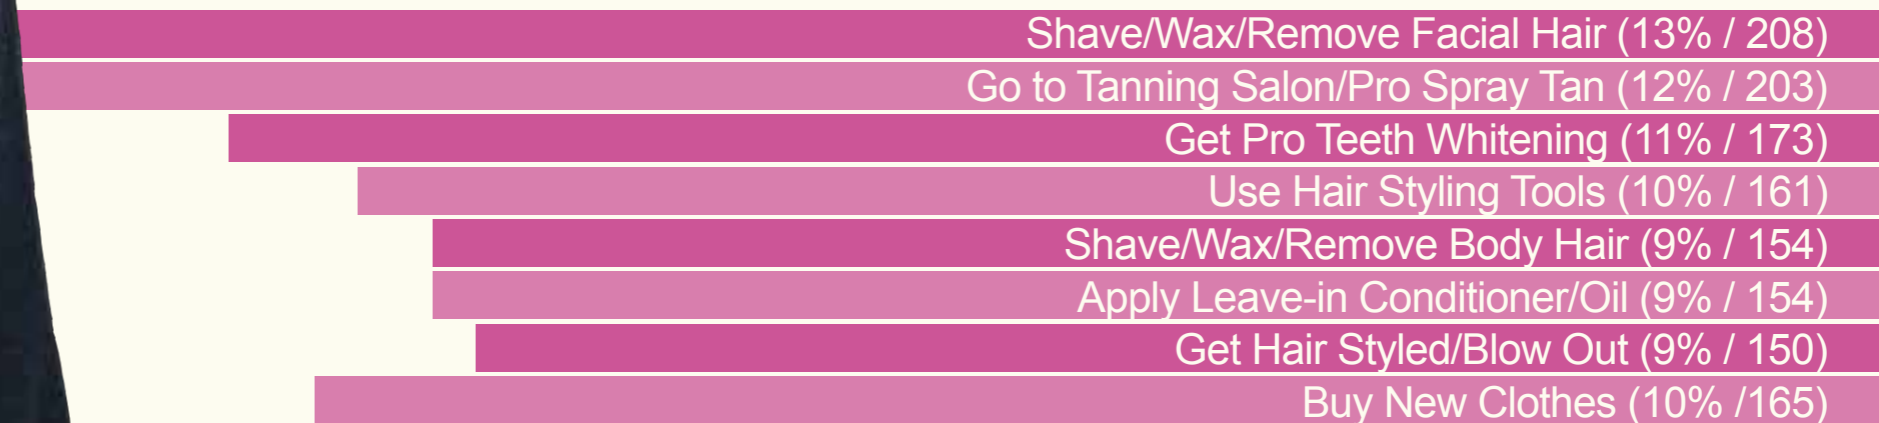 Shave/Wax/Remove Facial Hair (13% / 208)
Go to Tanning Salon/Pro Spray Tan (12% / 203)
Get Pro Teeth Whitening (11% / 173)
Use Hair Styling Tools (10% / 161)
Shave/Wax/Remove Body Hair (9% / 154)
Apply Leave-in Conditioner/Oil (9% / 154)
Get Hair Styled/Blow Out (9% / 150)
Buy New Clothes (10% /165)